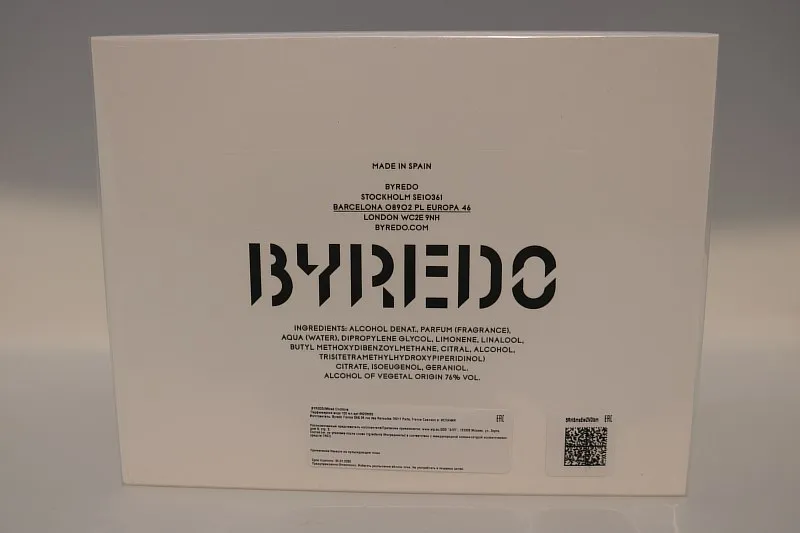 MADE IN SPAIN
BYREDO
STOCKHOLM SE10361
BARCELONA 08902 PL EUROPA 46
LONDON WC2E 9NH
BYREDO.COM
BYREDO
INGREDIENTS: ALCOHOL DENAT., PARFUM (FRAGRANCE),
AQUA (WATER), DIPROPYLENE GLYCOL, LIMONENE, LINALOOL,
BUTYL METHOXYDIBENZOYLMETHANE, CITRAL, ALCOHOL,
TRIS(TETRAMETHYLHYDROXYPIPERIDINOL)
CITRATE, ISOEUGENOL, GERANIOL.
ALCOHOL OF VEGETAL ORIGIN 76% VOL.
EAC
EAC